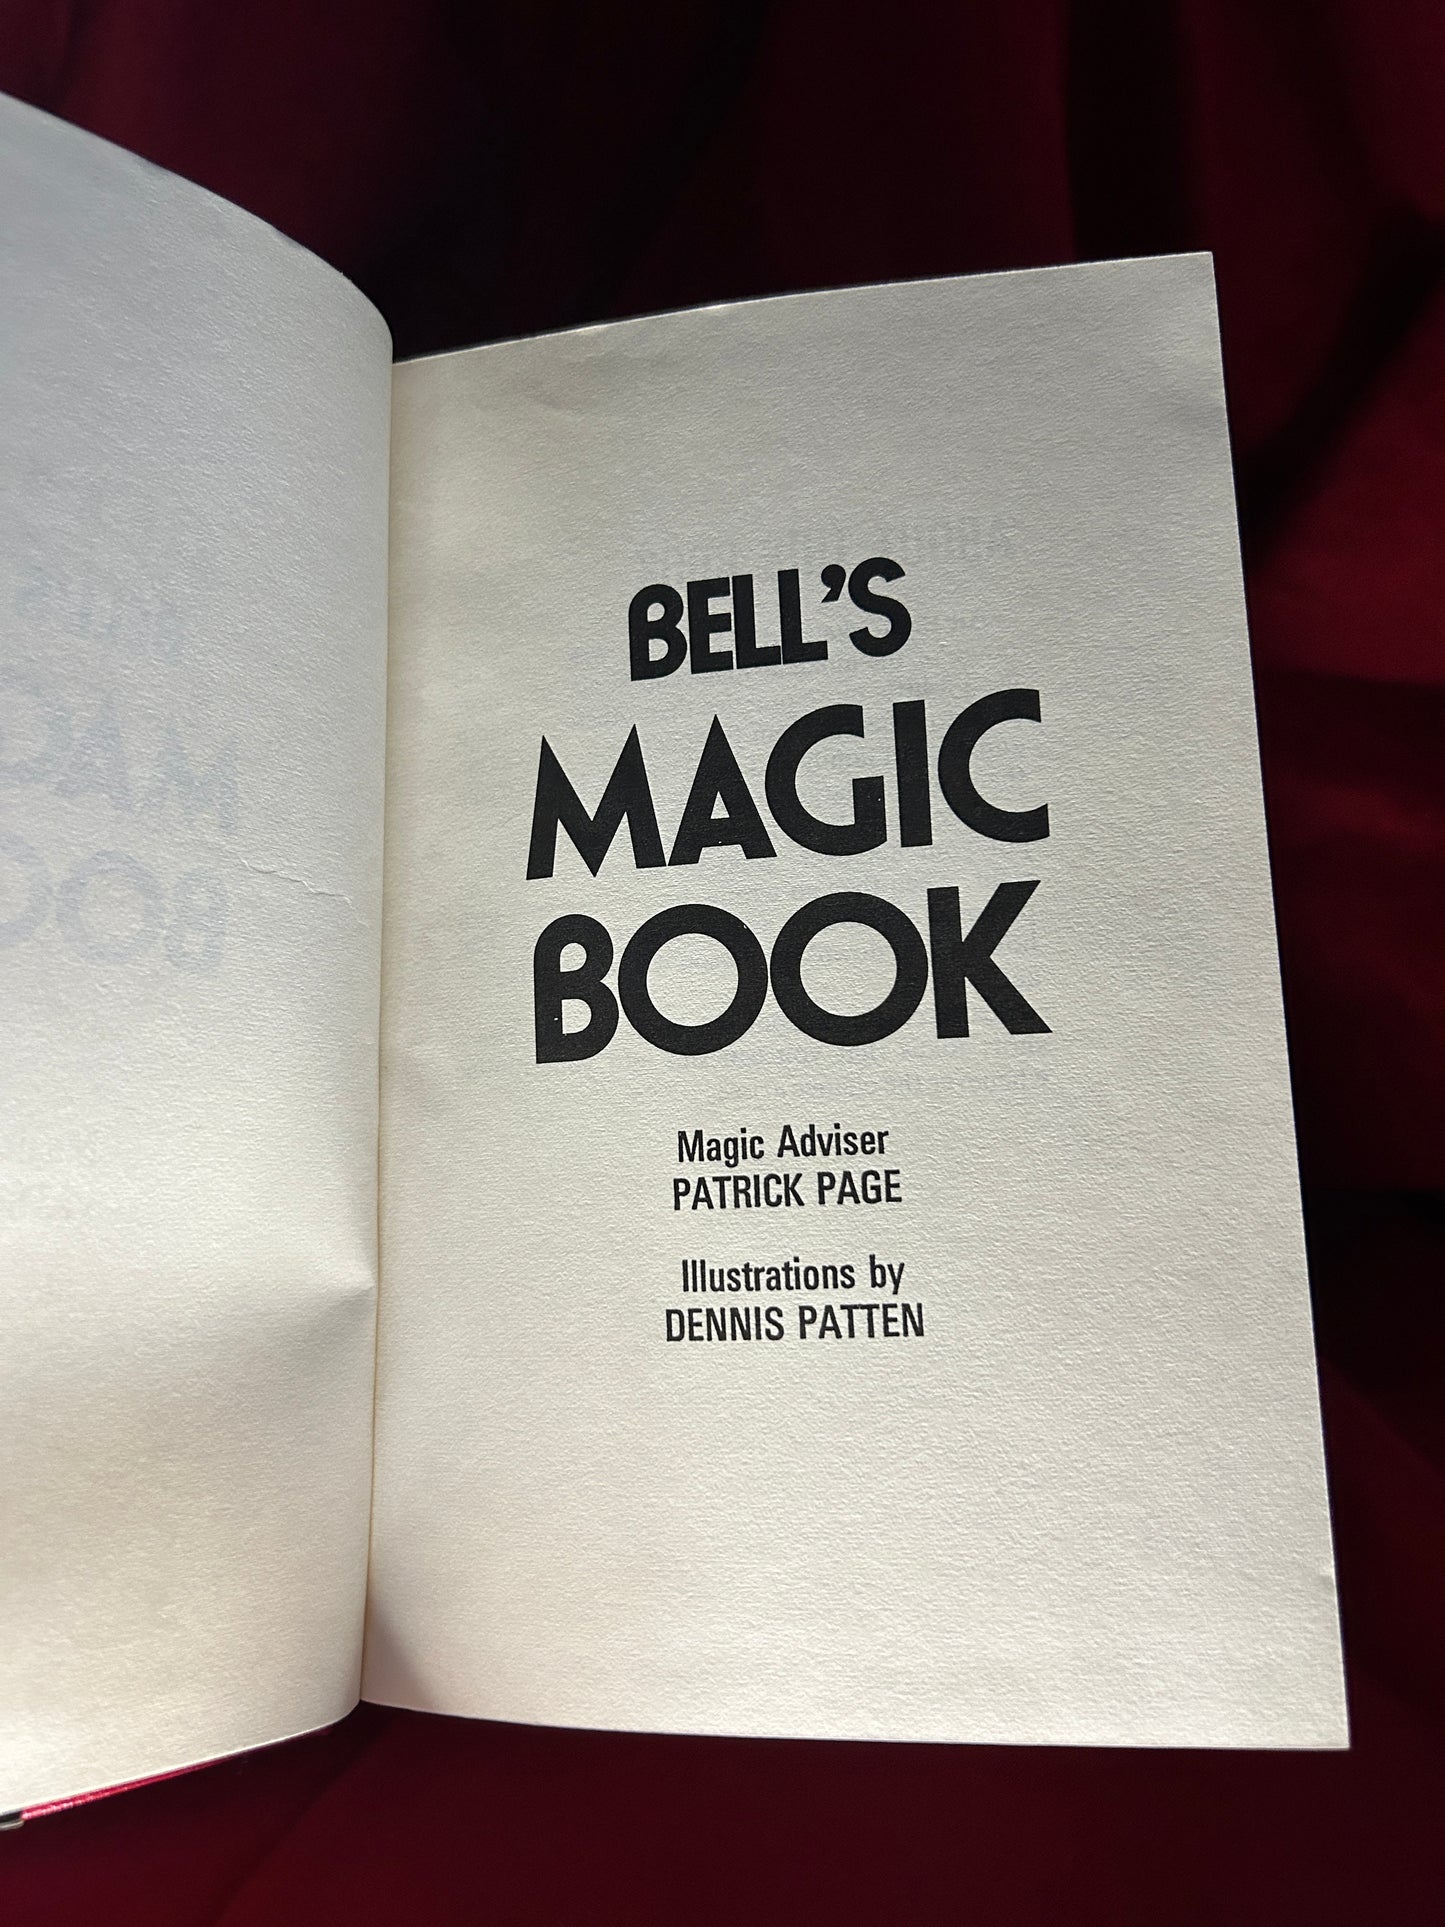 BELL'S
MAGIC
BOOK
Magic Adviser
PATRICK PAGE
Illustrations by
DENNIS PATTEN